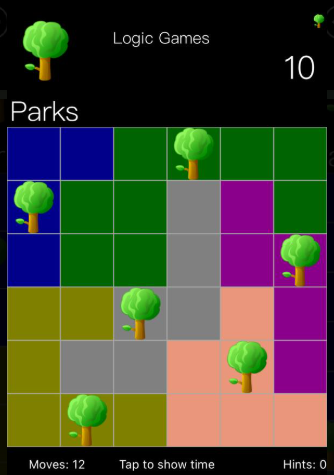 Logic Games
10
Parks
Moves: 12
Tap to show time
Hints: 0